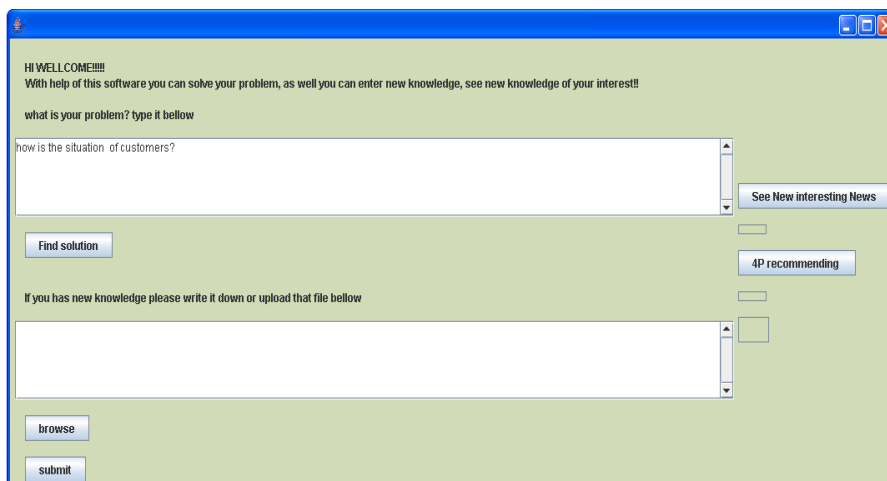 HI WELLCOME!!!!!
With help of this software you can solve your problem, as well you can enter new knowledge, see new knowledge of your interest!!
what is your problem? type it bellow
how is the situation of customers?
See New interesting News
Find solution
4P recommending
If you has new knowledge please write it down or upload that file bellow
browse
submit